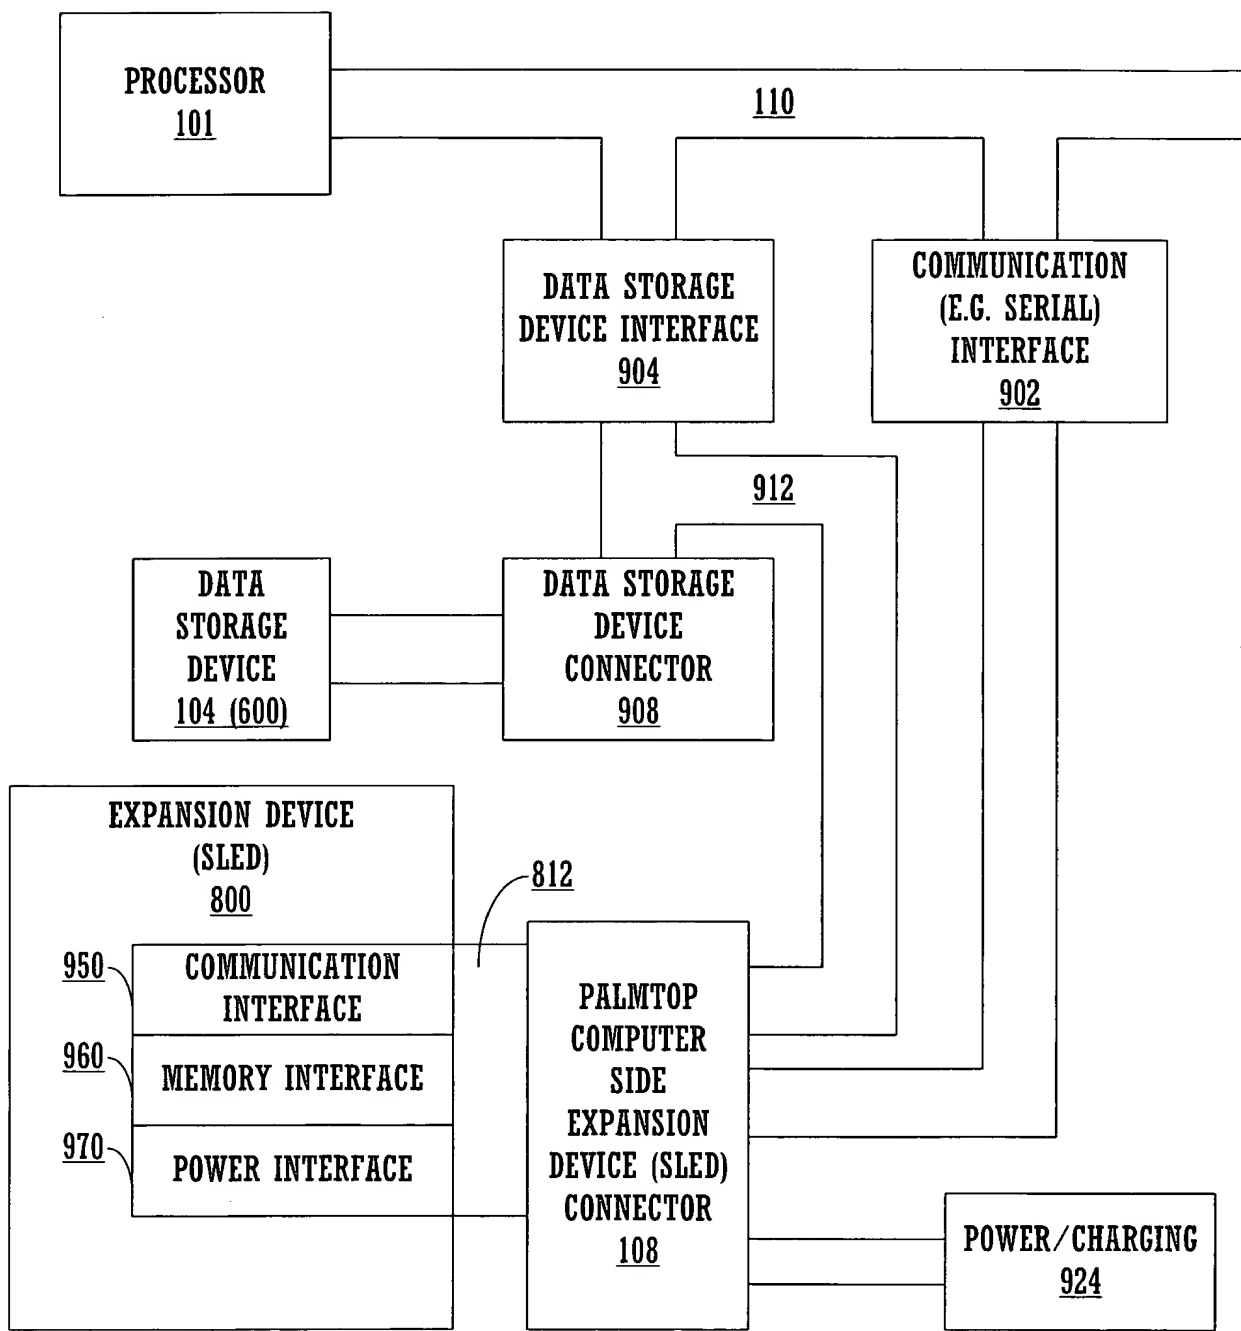 PROCESSOR
101
110
DATA STORAGE
DEVICE INTERFACE
904
COMMUNICATION
(E.G. SERIAL)
INTERFACE
902
912
DATA
STORAGE
DEVICE
104 (600)
DATA STORAGE
DEVICE
CONNECTOR
908
EXPANSION DEVICE
(SLED)
800
812
950
COMMUNICATION
INTERFACE
960
MEMORY INTERFACE
970
POWER INTERFACE
PALMTOP
COMPUTER
SIDE
EXPANSION
DEVICE (SLED)
CONNECTOR
108
POWER/CHARGING
924